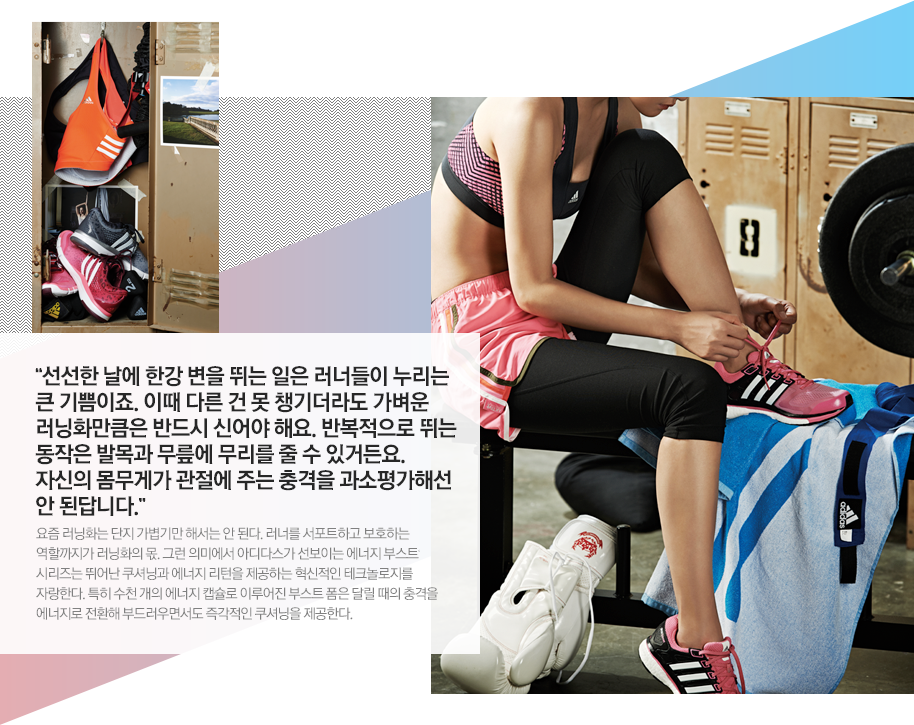 “선선한 날에 한강 변을 뛰는 일은 러너들이 누리는
큰 기쁨이죠. 이때 다른 건 못 챙기더라도 가벼운
러닝화만큼은 반드시 신어야 해요. 반복적으로 뛰는
동작은 발목과 무릎에 무리를 줄 수 있거든요.
자신의 몸무게가 관절에 주는 충격을 과소평가해선
안 된답니다.”
요즘 러닝화는 단지 가볍기만 해서는 안 된다. 러너를 서포트하고 보호하는
역할까지가 러닝화의 몫. 그런 의미에서 아디다스가 선보이는 에너지 부스트
시리즈는 뛰어난 쿠셔닝과 에너지 리턴을 제공하는 혁신적인 테크놀로지를
자랑한다. 특히 수천 개의 에너지 캡슐로 이루어진 부스트 폼은 달릴 때의 충격을
에너지로 전환해 부드러우면서도 즉각적인 쿠셔닝을 제공한다.
8
adidas